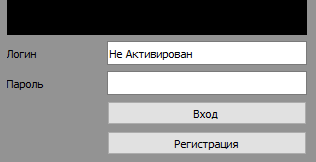 Логин Не Активирован
Пароль
Вход
Регистрация